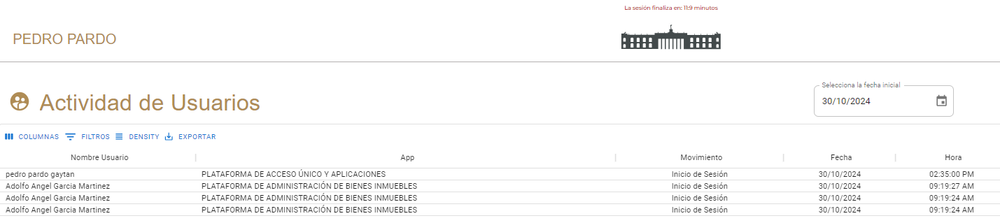 La sesión finaliza en: 11:9 minutos
PEDRO PARDO
Actividad de Usuarios
Selecciona la fecha inicial
30/10/2024
COLUMNAS FILTROS DENSITY EXPORTAR
Nombre Usuario App Movimiento Fecha Hora
pedro pardo gaytan PLATAFORMA DE ACCESO ÚNICO Y APLICACIONES Inicio de Sesión 30/10/2024 02:35:00 PM
Adolfo Angel Garcia Martinez PLATAFORMA DE ADMINISTRACIÓN DE BIENES INMUEBLES Inicio de Sesión 30/10/2024 09:19:27 AM
Adolfo Angel Garcia Martinez PLATAFORMA DE ADMINISTRACIÓN DE BIENES INMUEBLES Inicio de Sesión 30/10/2024 09:19:24 AM
Adolfo Angel Garcia Martinez PLATAFORMA DE ADMINISTRACIÓN DE BIENES INMUEBLES Inicio de Sesión 30/10/2024 09:19:24 AM